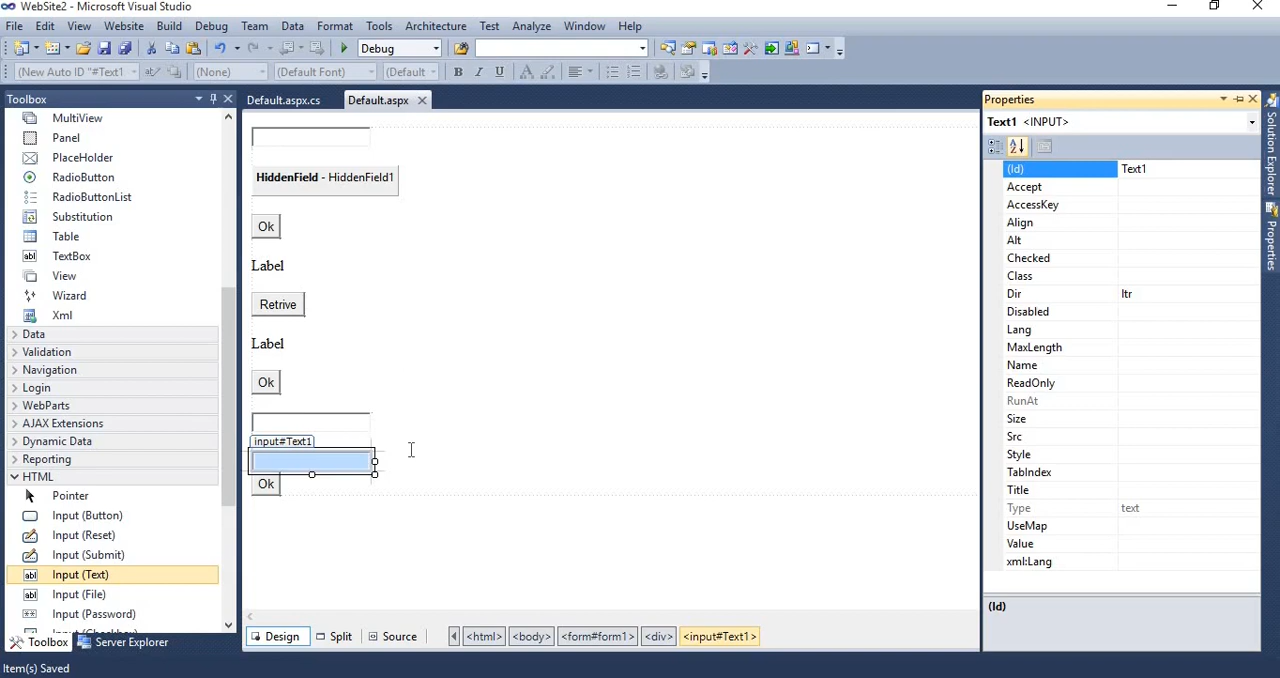 WebSite2 - Microsoft Visual Studio
File Edit View Website Build Debug Team Data Format Tools Architecture Test Analyze Window Help
Debug
(New Auto ID "#Text1 (None) (Default Font) (Default B I U A
Toolbox
Default.aspx.cs Default.aspx
Properties
MultiView
Panel
PlaceHolder
RadioButton
RadioButtonList
Substitution
Table
abl TextBox
View
Wizard
Xml
Data
Validation
Navigation
Login
WebParts
AJAX Extensions
Dynamic Data
Reporting
HTML
Pointer
Input (Button)
Input (Reset)
Input (Submit)
abl Input (Text)
abl Input (File)
Input (Password)
Toolbox Server Explorer
HiddenField - HiddenField1
Ok
Label
Retrive
Label
Ok
input#Text1
Ok
Design Split Source <html> <body> <form#form1> <div> <input#Text1>
Text1 <INPUT>
(Id) Text1
Accept
AccessKey
Align
Alt
Checked
Class
Dir ltr
Disabled
Lang
MaxLength
Name
ReadOnly
RunAt
Size
Src
Style
TabIndex
Title
Type text
UseMap
Value
xml:Lang
(Id)
Solution Explorer
Properties
Item(s) Saved